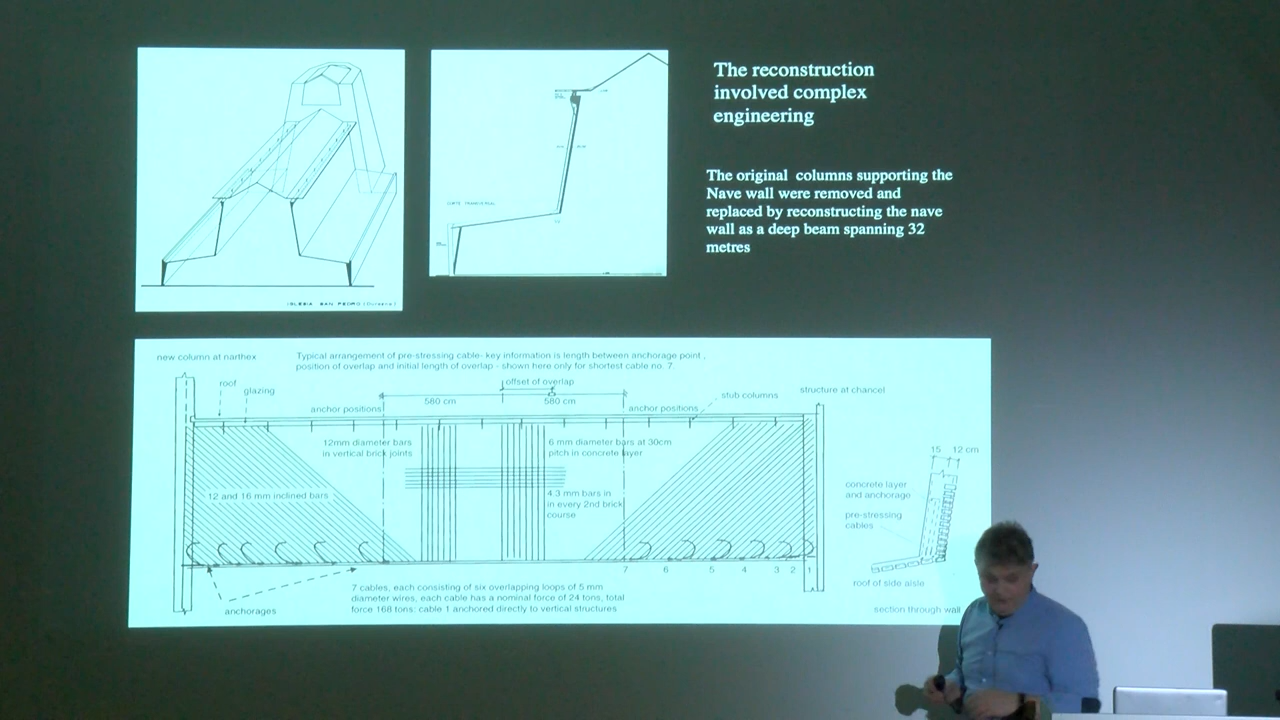 The reconstruction
involved complex
engineering
The original columns supporting the
Nave wall were removed and
replaced by reconstructing the nave
wall as a deep beam spanning 32
metres
IGLESIA SAN PEDRO (Durazno)
CORTE TRANSVERSAL
new column at narthex
Typical arrangement of pre-stressing cable- key information is length between anchorage point ,
position of overlap and initial length of overlap - shown here only for shortest cable no. 7.
roof
glazing
offset of overlap
580 cm
580 cm
anchor positions
anchor positions
stub columns
structure at chancel
12mm diameter bars
in vertical brick joints
6 mm diameter bars at 30cm
pitch in concrete layer
12 and 16 mm inclined bars
4.3 mm bars in
in every 2nd brick
course
15 12 cm
concrete layer
and anchorage
pre-stressing
cables
7 6 5 4 3 2 1
roof of side aisle
anchorages
7 cables, each consisting of six overlapping loops of 5 mm
diameter wires, each cable has a nominal force of 24 tons, total
force 168 tons: cable 1 anchored directly to vertical structures
section through wall